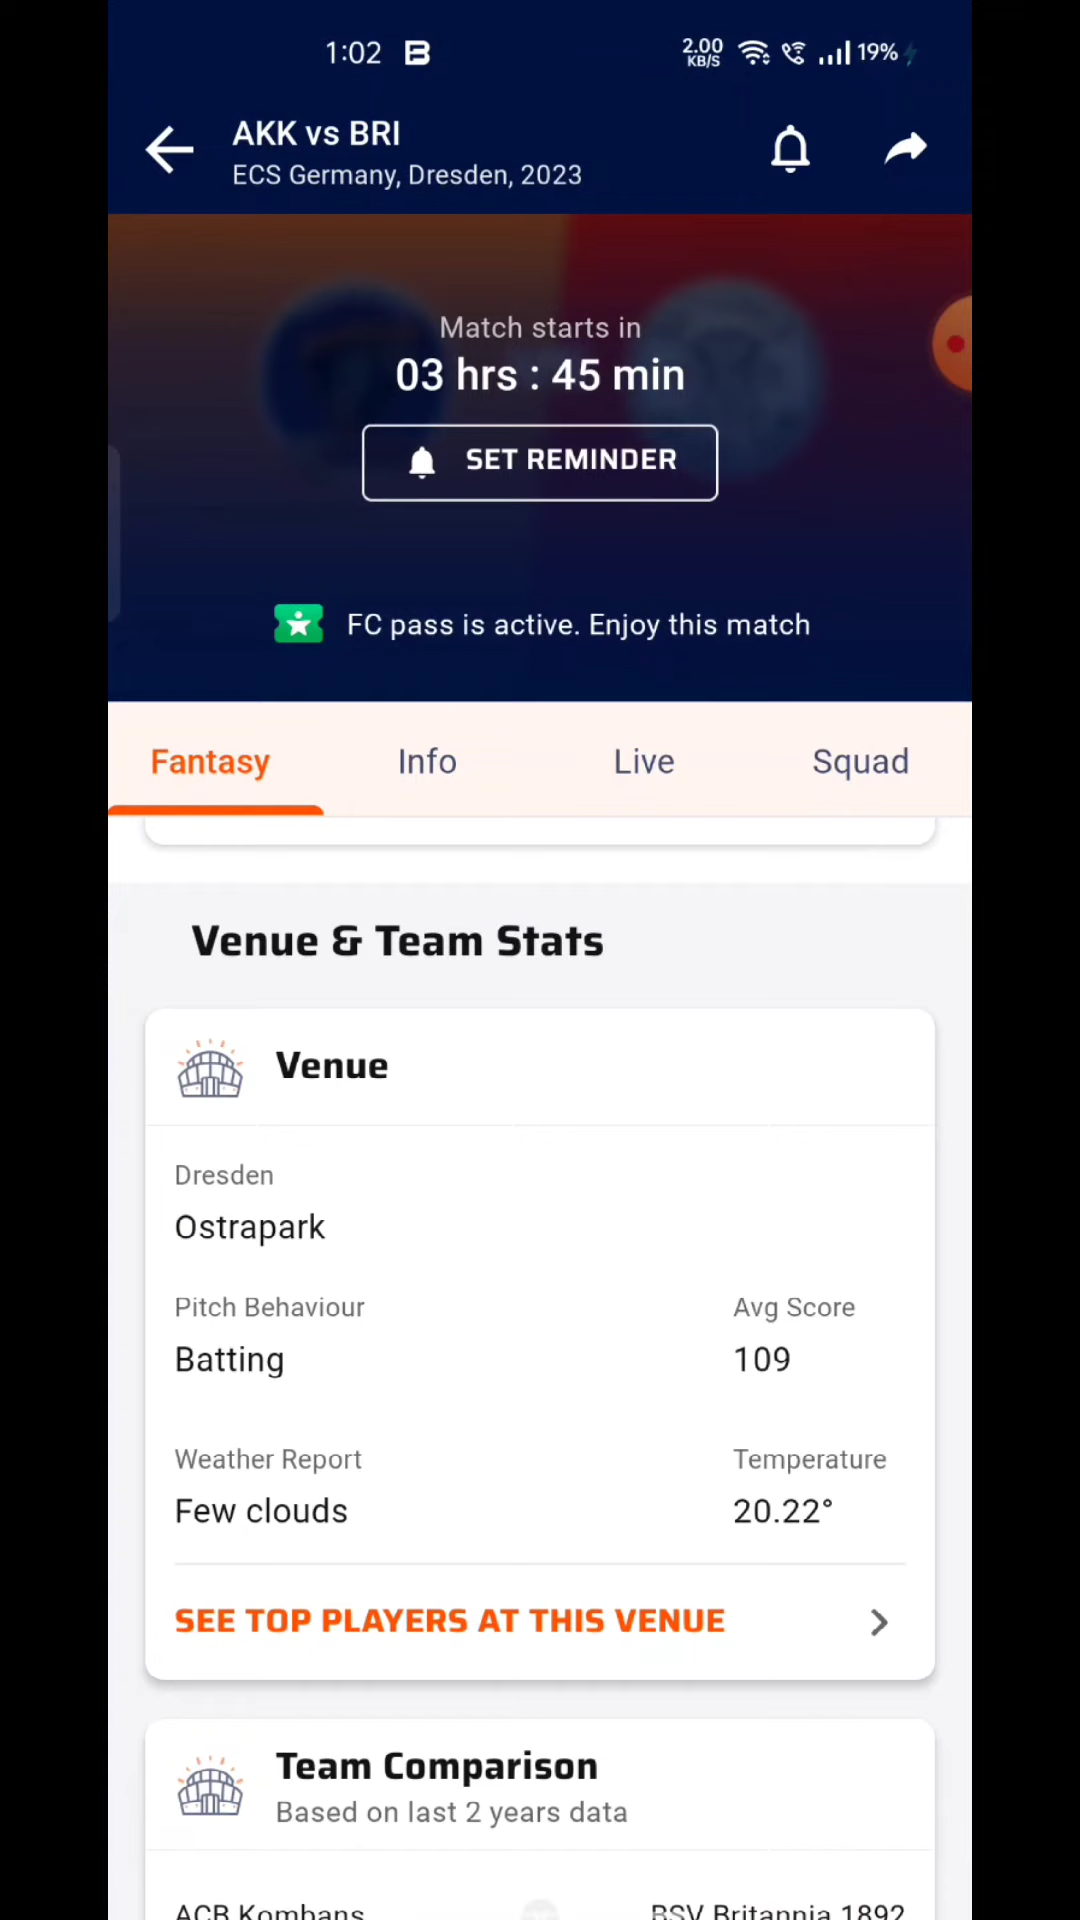 1:02
2.00
KB/S
19%
AKK vs BRI
ECS Germany, Dresden, 2023
Match starts in
03 hrs : 45 min
SET REMINDER
FC pass is active. Enjoy this match
Fantasy Info Live Squad
Venue & Team Stats
Venue
Dresden
Ostrapark
Pitch Behaviour Avg Score
Batting 109
Weather Report Temperature
Few clouds 20.22°
SEE TOP PLAYERS AT THIS VENUE
Team Comparison
Based on last 2 years data
ACB Kombans BSV Britannia 1892